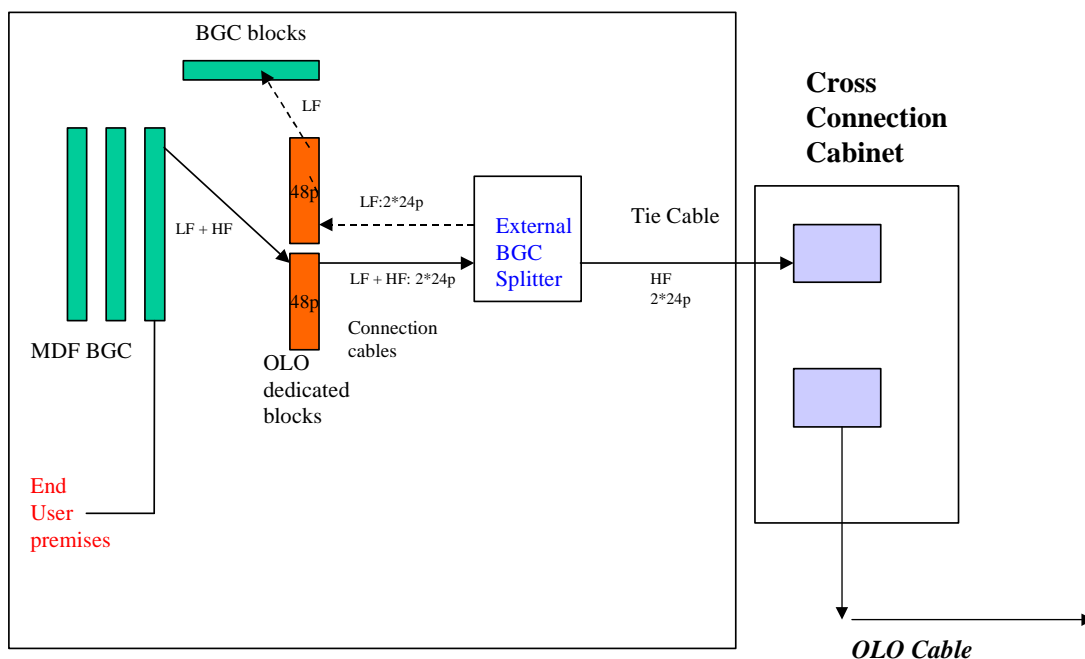 BGC blocks
LF
Cross
Connection
Cabinet
48p
LF:2*24p
LF + HF
External
BGC
Splitter
Tie Cable
LF + HF: 2*24p
HF
2*24p
48p
Connection
cables
MDF BGC
OLO
dedicated
blocks
End
User
premises
OLO Cable